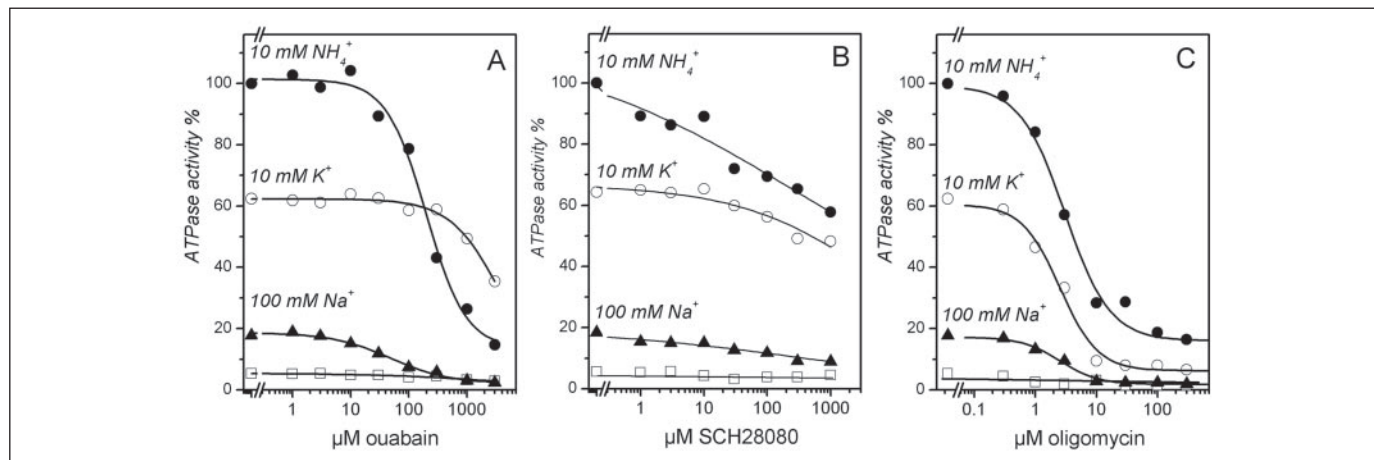 A
10 mM NH₄⁺
10 mM K⁺
100 mM Na⁺
ATPase activity %
100
80
60
40
20
0
1 10 100 1000
µM ouabain
B
10 mM NH₄⁺
10 mM K⁺
100 mM Na⁺
ATPase activity %
100
80
60
40
20
0
1 10 100 1000
µM SCH28080
C
10 mM NH₄⁺
10 mM K⁺
100 mM Na⁺
ATPase activity %
100
80
60
40
20
0
0.1 1 10 100
µM oligomycin